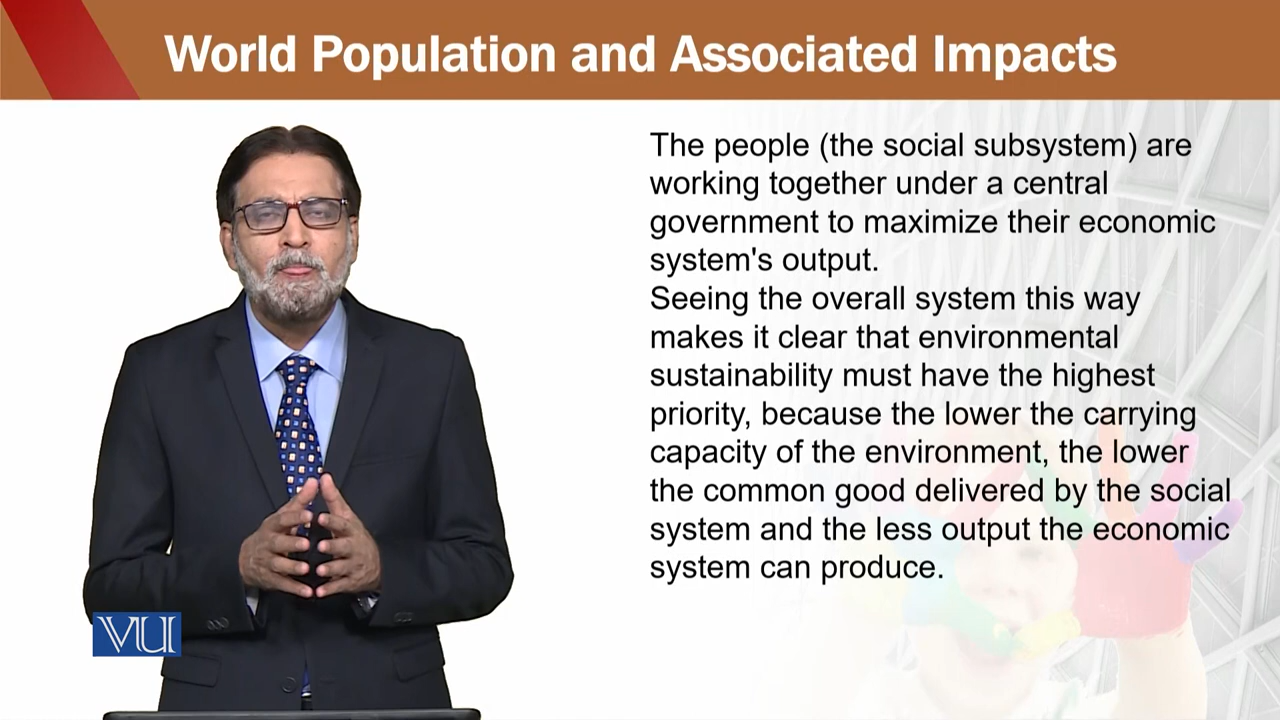 World Population and Associated Impacts
The people (the social subsystem) are
working together under a central
government to maximize their economic
system's output.
Seeing the overall system this way
makes it clear that environmental
sustainability must have the highest
priority, because the lower the carrying
capacity of the environment, the lower
the common good delivered by the social
system and the less output the economic
system can produce.
VU